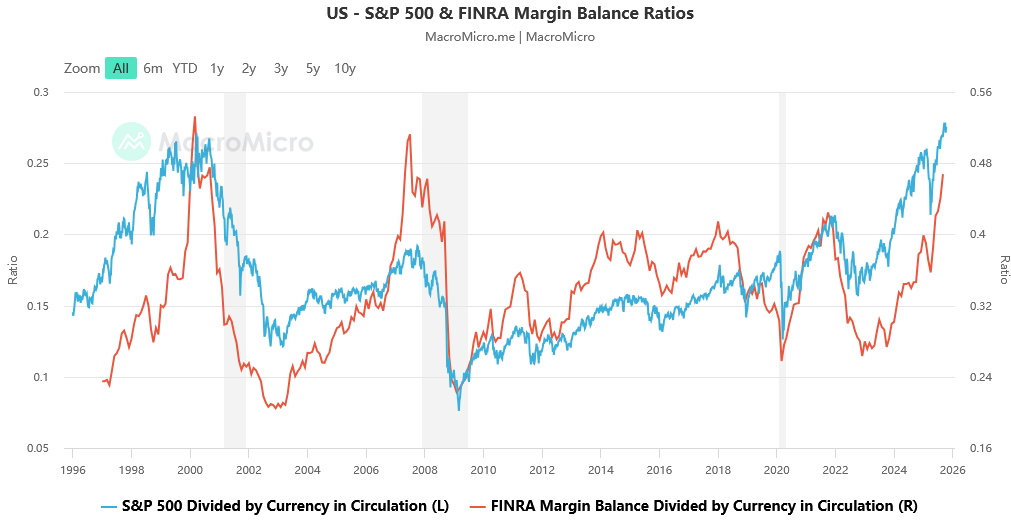 US - S&P 500 & FINRA Margin Balance Ratios
MacroMicro.me | MacroMicro
Zoom All 6m YTD 1y 2y 3y 5y 10y
MacroMicro
0.3
0.25
0.2
0.15
0.1
0.05
Ratio
0.56
0.48
0.4
0.32
0.24
0.16
Ratio
1996 1998 2000 2002 2004 2006 2008 2010 2012 2014 2016 2018 2020 2022 2024 2026
S&P 500 Divided by Currency in Circulation (L) FINRA Margin Balance Divided by Currency in Circulation (R)